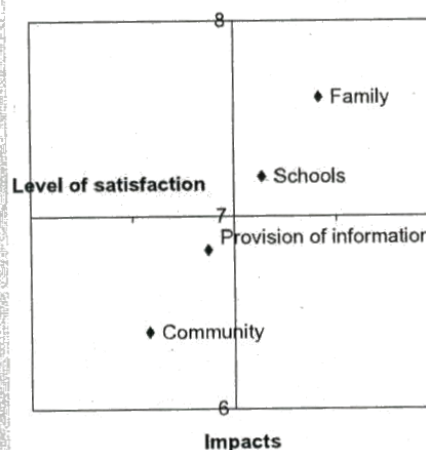 8
Family
Schools
Level of satisfaction
7
Provision of information
Community
6
Impacts